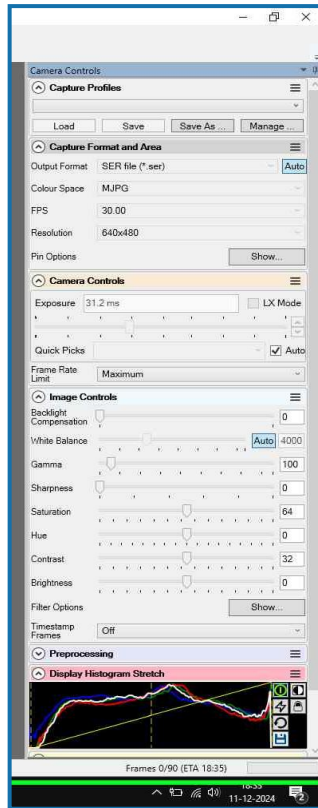 Camera Controls
Capture Profiles
Load Save Save As ... Manage ...
Capture Format and Area
Output Format SER file (*.ser) Auto
Colour Space MJPG
FPS 30.00
Resolution 640x480
Pin Options Show...
Camera Controls
Exposure 31.2 ms LX Mode
Quick Picks Auto
Frame Rate
Limit Maximum
Image Controls
Backlight
Compensation 0
White Balance Auto 4000
Gamma 100
Sharpness 0
Saturation 64
Hue 0
Contrast 32
Brightness 0
Filter Options Show...
Timestamp
Frames Off
Preprocessing
Display Histogram Stretch
Frames 0/90 (ETA 18:35)
11-12-2024 2